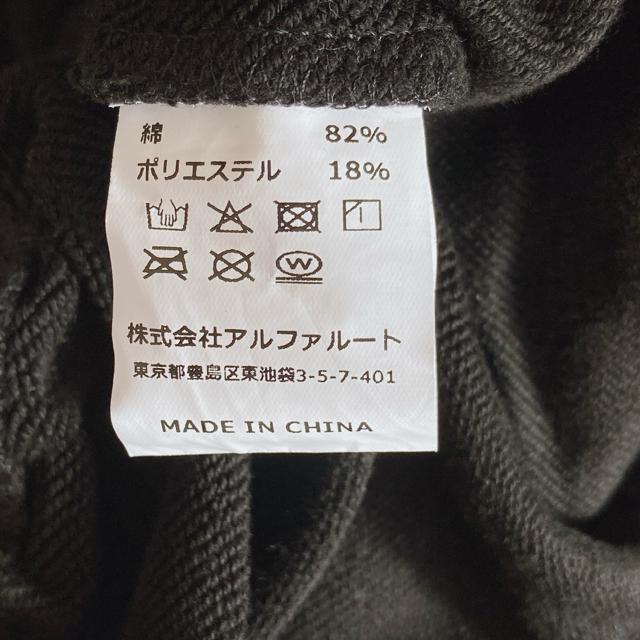 綿 82%
ポリエステル 18%
W
株式会社アルファルート
東京都豊島区東池袋3-5-7-401
MADE IN CHINA